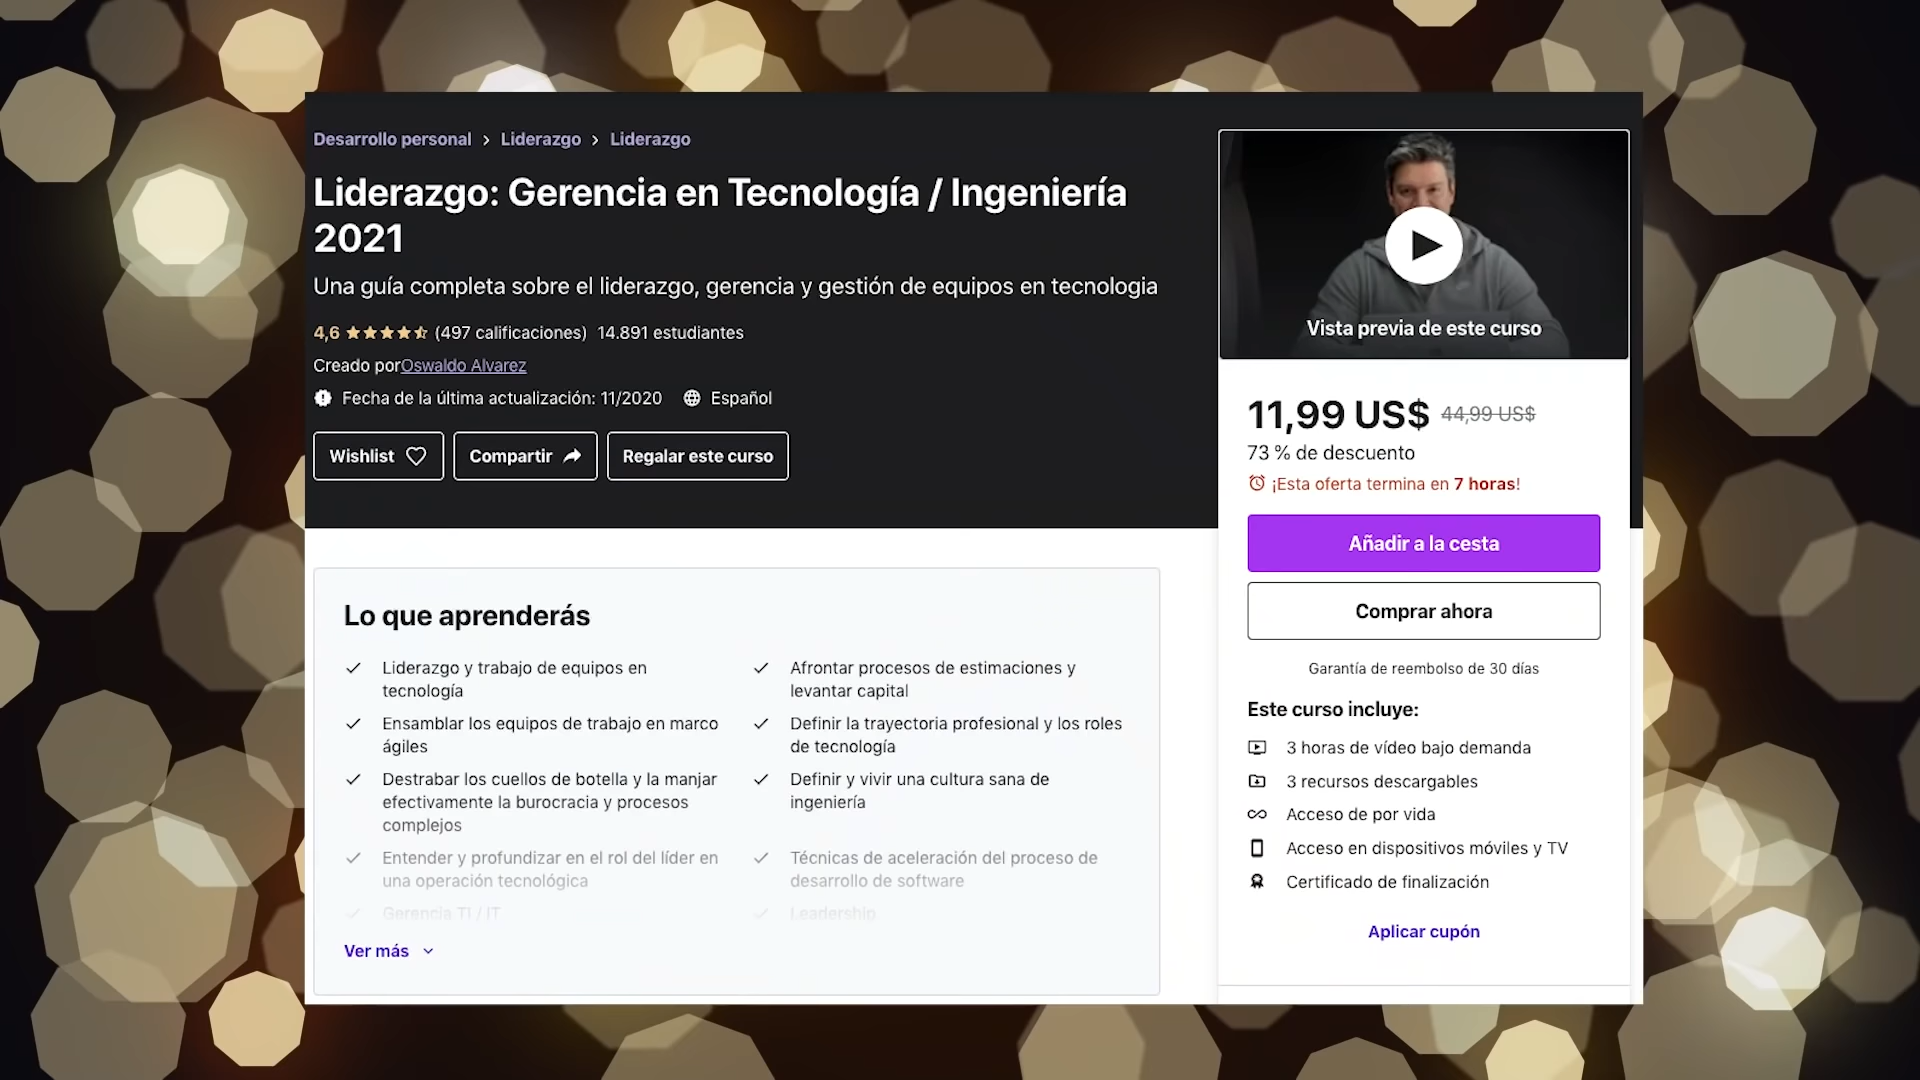 Desarrollo personal > Liderazgo > Liderazgo
Liderazgo: Gerencia en Tecnología / Ingeniería
2021
Una guía completa sobre el liderazgo, gerencia y gestión de equipos en tecnologia
4,6 (497 calificaciones) 14.891 estudiantes
Creado porOswaldo Alvarez
Fecha de la última actualización: 11/2020 Español
Wishlist Compartir Regalar este curso
Lo que aprenderás
Liderazgo y trabajo de equipos en
tecnología
Ensamblar los equipos de trabajo en marco
ágiles
Destrabar los cuellos de botella y la manjar
efectivamente la burocracia y procesos
complejos
Entender y profundizar en el rol del líder en
una operación tecnológica
Gerencia TI / IT
Afrontar procesos de estimaciones y
levantar capital
Definir la trayectoria profesional y los roles
de tecnología
Definir y vivir una cultura sana de
ingeniería
Técnicas de aceleración del proceso de
desarrollo de software
Leadership
Ver más
Vista previa de este curso
11,99 US$ 44,99 US$
73 % de descuento
¡Esta oferta termina en 7 horas!
Añadir a la cesta
Comprar ahora
Garantía de reembolso de 30 días
Este curso incluye:
3 horas de vídeo bajo demanda
3 recursos descargables
Acceso de por vida
Acceso en dispositivos móviles y TV
Certificado de finalización
Aplicar cupón